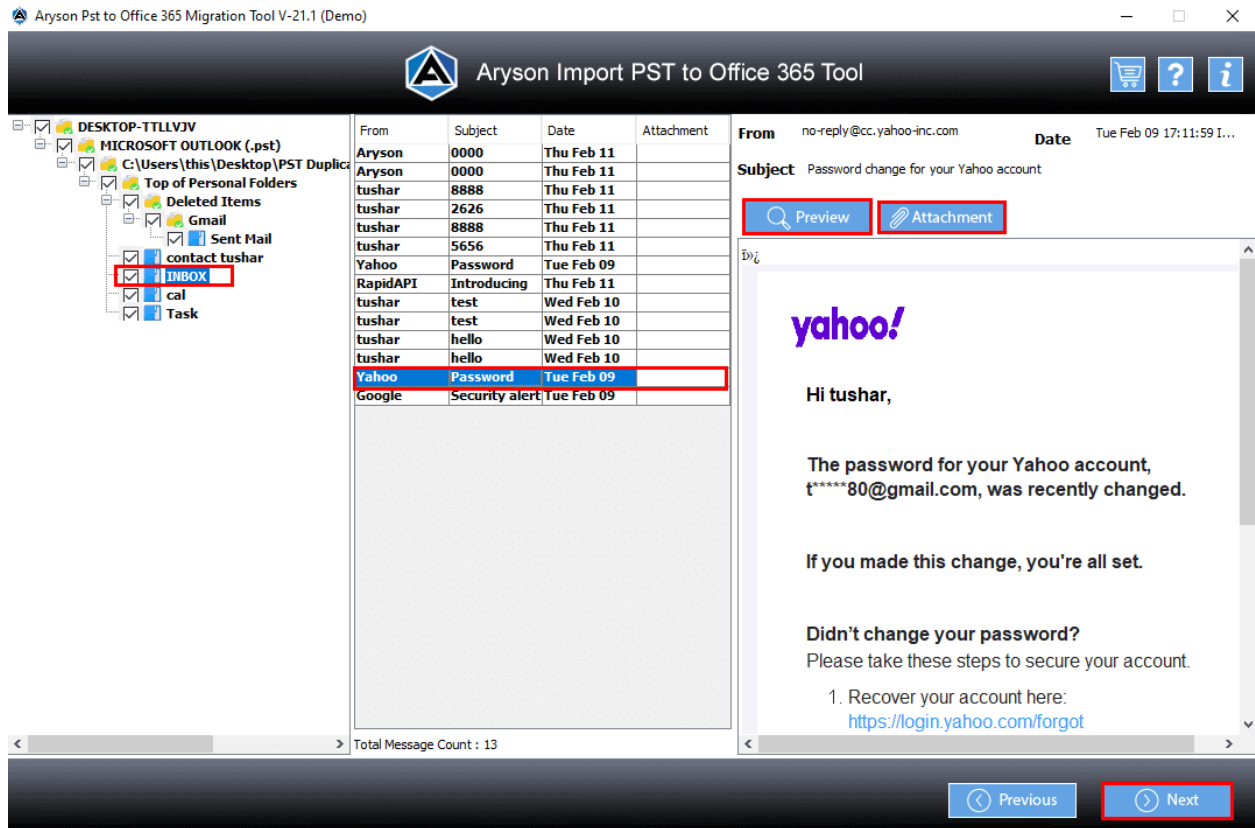 Aryson Pst to Office 365 Migration Tool V-21.1 (Demo)
Aryson Import PST to Office 365 Tool
DESKTOP-TTLLVJV
MICROSOFT OUTLOOK (.pst)
C:\Users\this\Desktop\PST Duplica
Top of Personal Folders
Deleted Items
Gmail
Sent Mail
contact tushar
INBOX
cal
Task
From Subject Date Attachment
Aryson 0000 Thu Feb 11
Aryson 0000 Thu Feb 11
tushar 8888 Thu Feb 11
tushar 2626 Thu Feb 11
tushar 8888 Thu Feb 11
tushar 5656 Thu Feb 11
Yahoo Password Tue Feb 09
RapidAPI Introducing Thu Feb 11
tushar test Wed Feb 10
tushar test Wed Feb 10
tushar hello Wed Feb 10
tushar hello Wed Feb 10
Yahoo Password Tue Feb 09
Google Security alert Tue Feb 09
Total Message Count : 13
From no-reply@cc.yahoo-inc.com Date Tue Feb 09 17:11:59 I...
Subject Password change for your Yahoo account
Preview Attachment
ï»¿
yahoo!
Hi tushar,
The password for your Yahoo account,
t*****80@gmail.com, was recently changed.
If you made this change, you're all set.
Didn’t change your password?
Please take these steps to secure your account.
1. Recover your account here:
https://login.yahoo.com/forgot
Previous Next